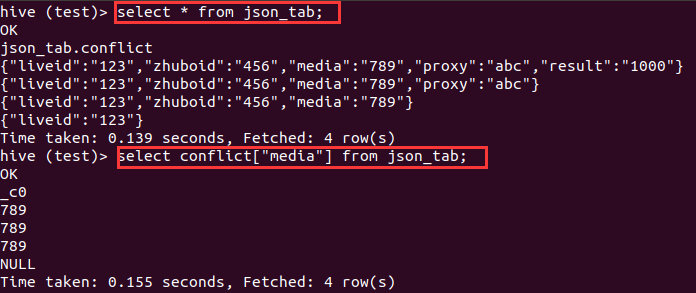 hive (test)> select * from json_tab;
OK
json_tab.conflict
{"liveid":"123","zhuboid":"456","media":"789","proxy":"abc","result":"1000"}
{"liveid":"123","zhuboid":"456","media":"789","proxy":"abc"}
{"liveid":"123","zhuboid":"456","media":"789"}
{"liveid":"123"}
Time taken: 0.139 seconds, Fetched: 4 row(s)
hive (test)> select conflict["media"] from json_tab;
OK
_c0
789
789
789
NULL
Time taken: 0.155 seconds, Fetched: 4 row(s)